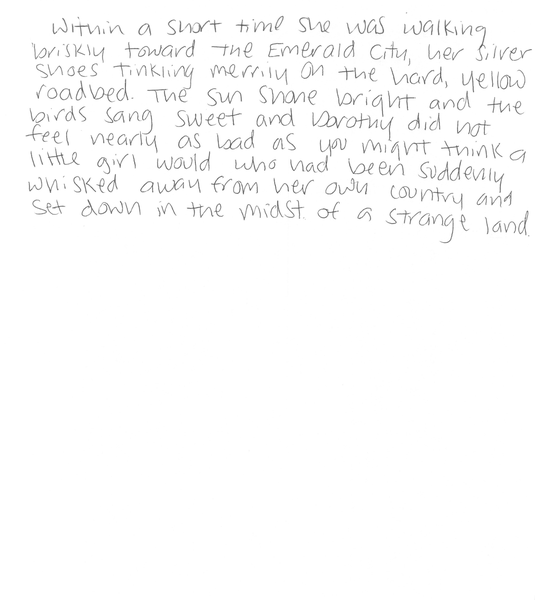 Within a short time she was walking
briskly toward the Emerald City, her Silver
Shoes tinkling merrily on the hard, yellow
roadbed. The sun shone bright and the
birds sang sweet and Dorothy did not
feel nearly as bad as you might think a
little girl would who had been suddenly
whisked away from her own country and
set down in the midst of a strange land.